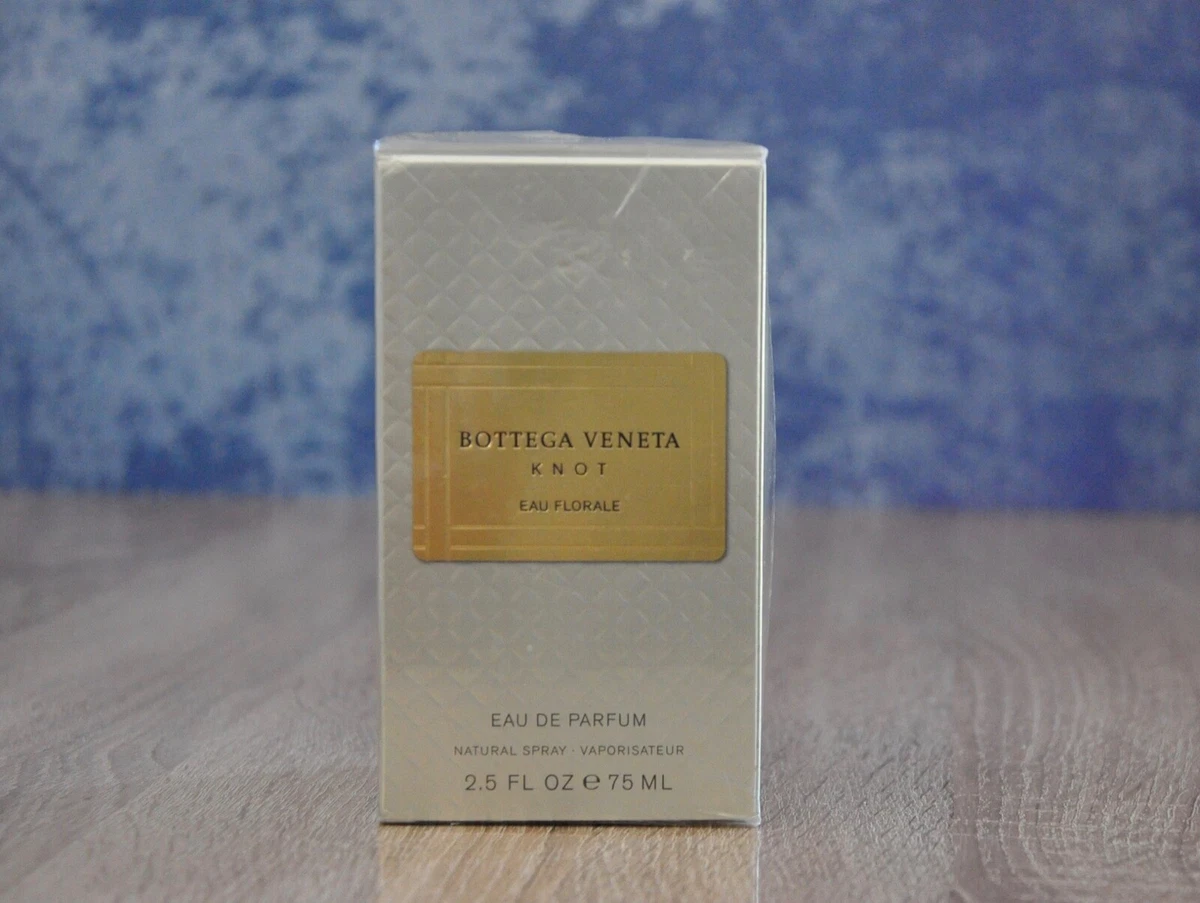 BOTTEGA VENETA
KNOT
EAU FLORALE
EAU DE PARFUM
NATURAL SPRAY · VAPORISATEUR
2.5 FL OZ ℮ 75 ML